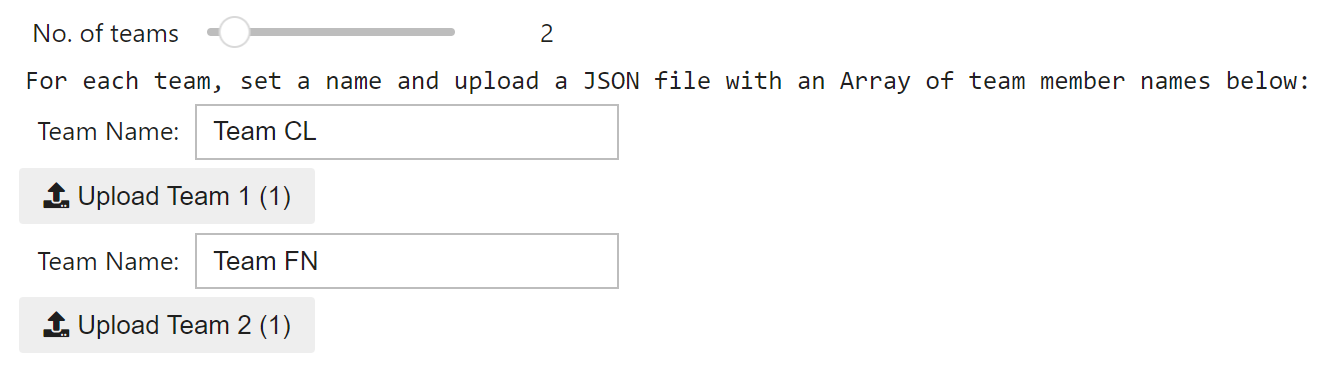 No. of teams 2
For each team, set a name and upload a JSON file with an Array of team member names below:
Team Name: Team CL
Upload Team 1 (1)
Team Name: Team FN
Upload Team 2 (1)